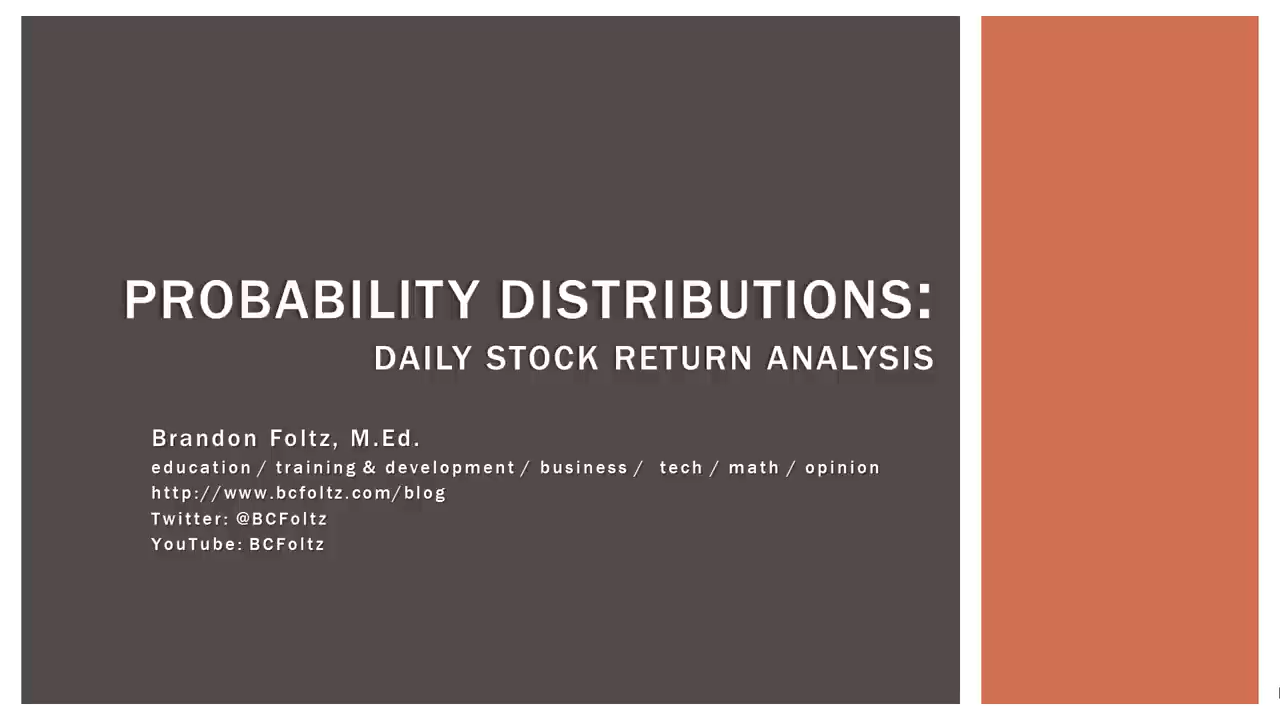 PROBABILITY DISTRIBUTIONS:
DAILY STOCK RETURN ANALYSIS
Brandon Foltz, M.Ed.
education / training & development / business / tech / math / opinion
http://www.bcfoltz.com/blog
Twitter: @BCFoltz
YouTube: BCFoltz